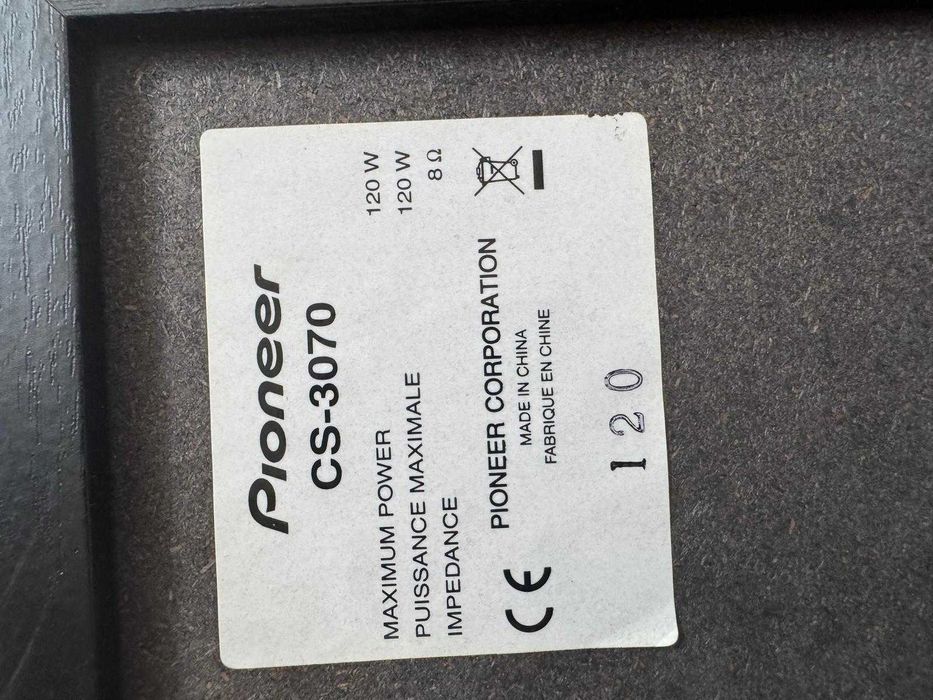 Pioneer
CS-3070
MAXIMUM POWER 120 W
PUISSANCE MAXIMALE 120 W
IMPEDANCE 8 Ω
CE PIONEER CORPORATION
MADE IN CHINA
FABRIQUE EN CHINE
120